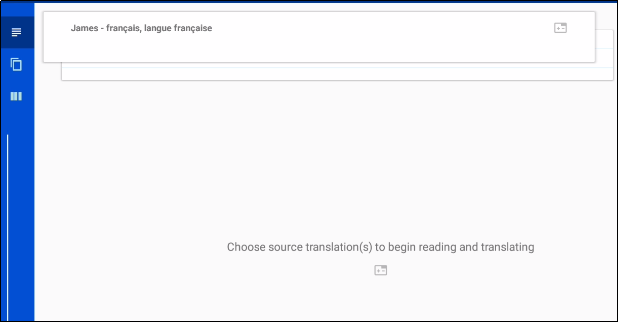 James - français, langue française
Choose source translation(s) to begin reading and translating